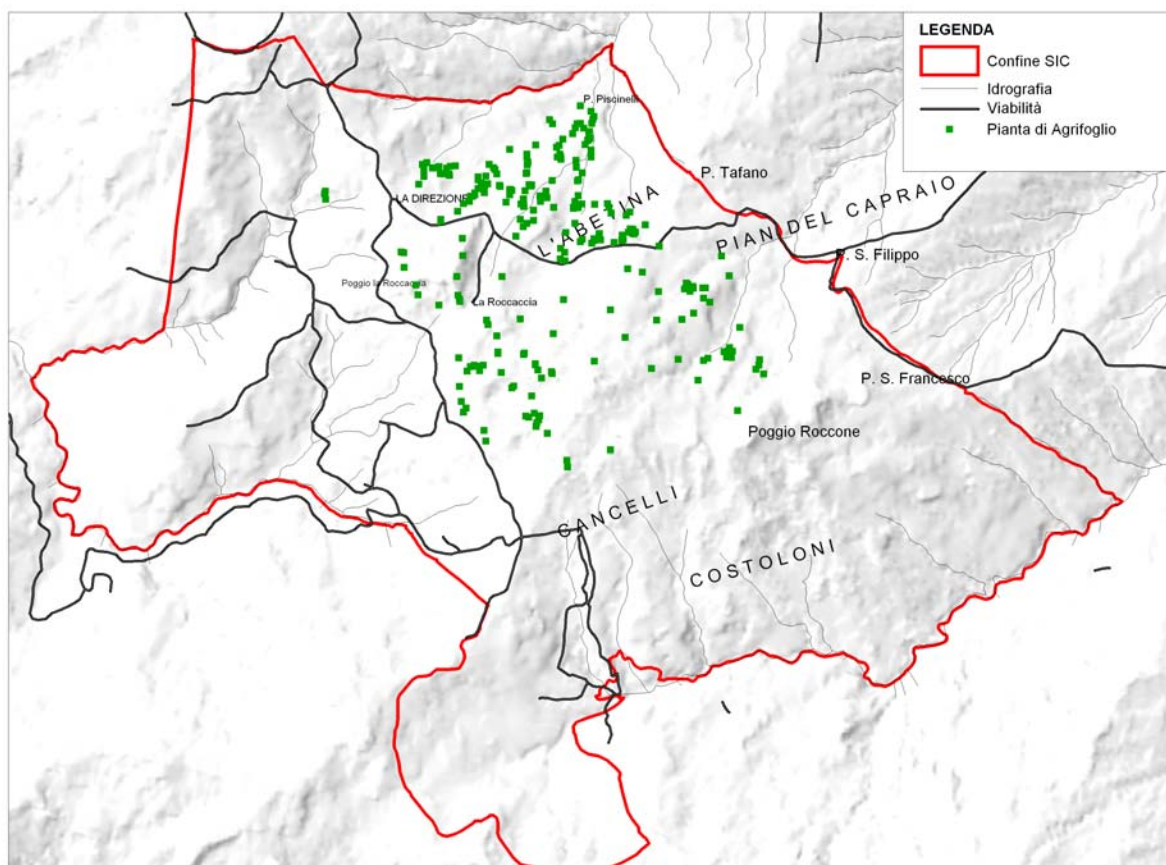 LEGENDA
Confine SIC
Idrografia
Viabilità
Pianta di Agrifoglio
P. Piscinelli
P. Tafano
LA DIREZIONE
L'ABETINA
PIAN DEL CAPRAIO
P. S. Filippo
Poggio la Roccaccia
La Roccaccia
P. S. Francesco
Poggio Roccone
CANCELLI
COSTOLONI